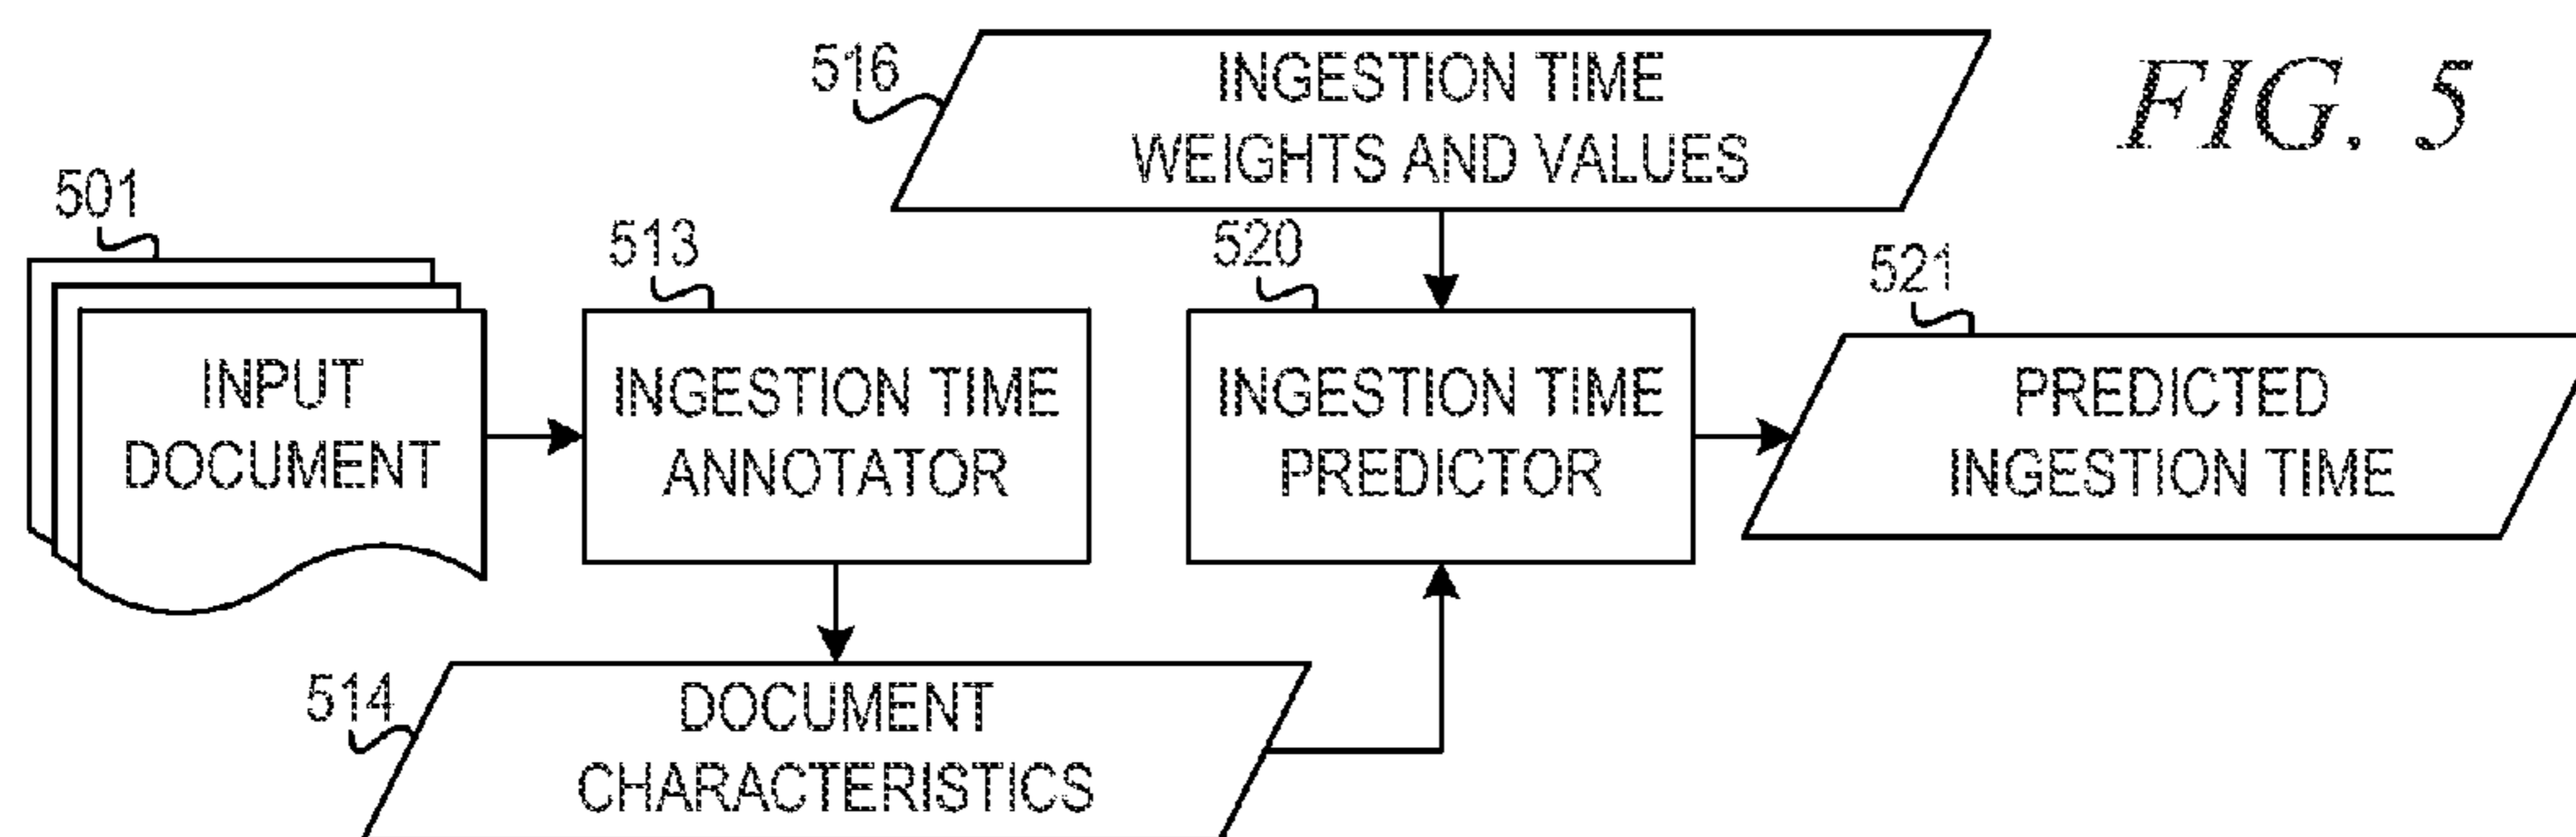 516
INGESTION TIME
WEIGHTS AND VALUES
FIG. 5
501
INPUT
DOCUMENT
513
INGESTION TIME
ANNOTATOR
520
INGESTION TIME
PREDICTOR
521
PREDICTED
INGESTION TIME
514
DOCUMENT
CHARACTERISTICS